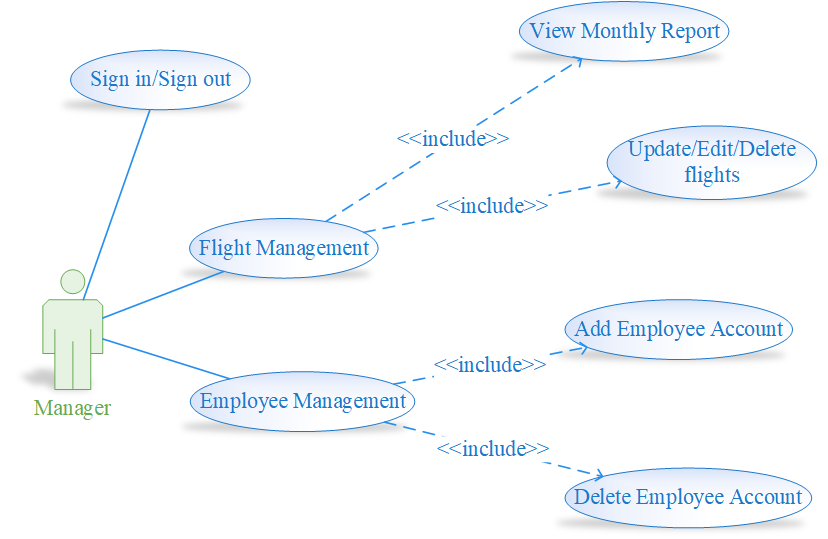 View Monthly Report
Sign in/Sign out
<<include>>
Update/Edit/Delete
flights
<<include>>
Flight Management
Add Employee Account
<<include>>
Employee Management
Manager
<<include>>
Delete Employee Account